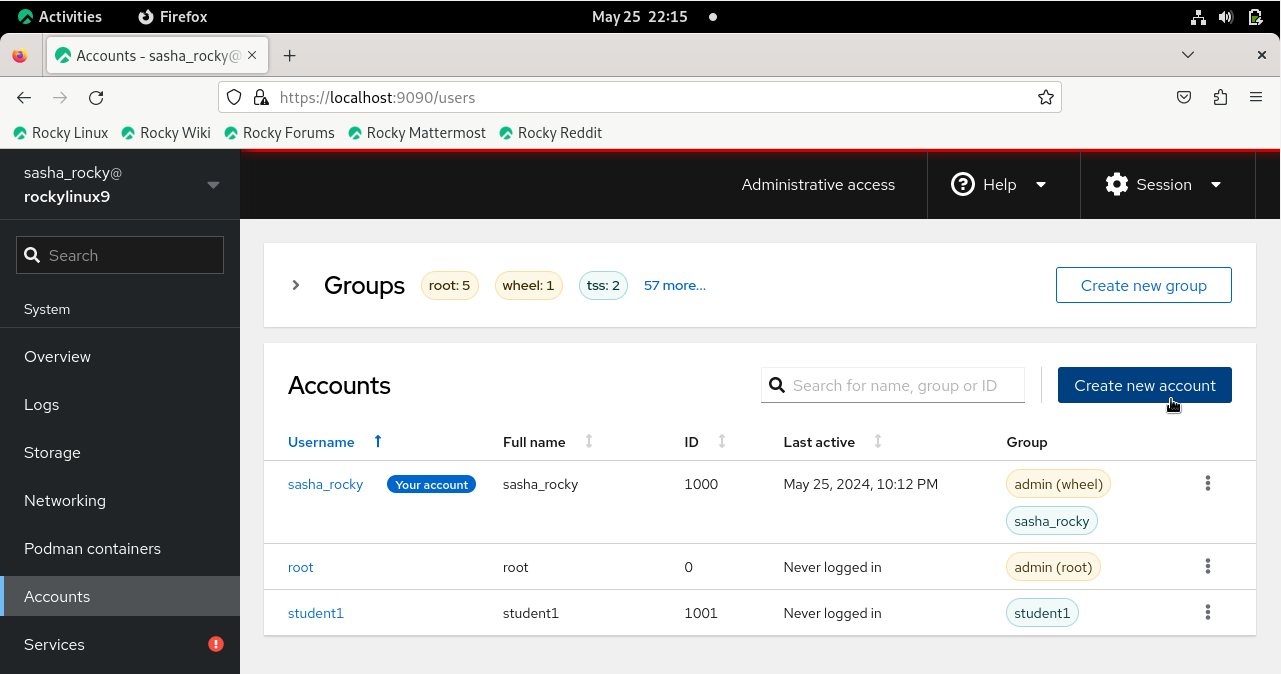 Activities Firefox May 25 22:15
Accounts - sasha_rocky@
https://localhost:9090/users
Rocky Linux Rocky Wiki Rocky Forums Rocky Mattermost Rocky Reddit
sasha_rocky@
rockylinux9
Administrative access Help Session
Search
System
Overview
Logs
Storage
Networking
Podman containers
Accounts
Services
Groups root: 5 wheel: 1 tss: 2 57 more... Create new group
Accounts Search for name, group or ID Create new account
Username Full name ID Last active Group
sasha_rocky Your account sasha_rocky 1000 May 25, 2024, 10:12 PM admin (wheel)
sasha_rocky
root root 0 Never logged in admin (root)
student1 student1 1001 Never logged in student1